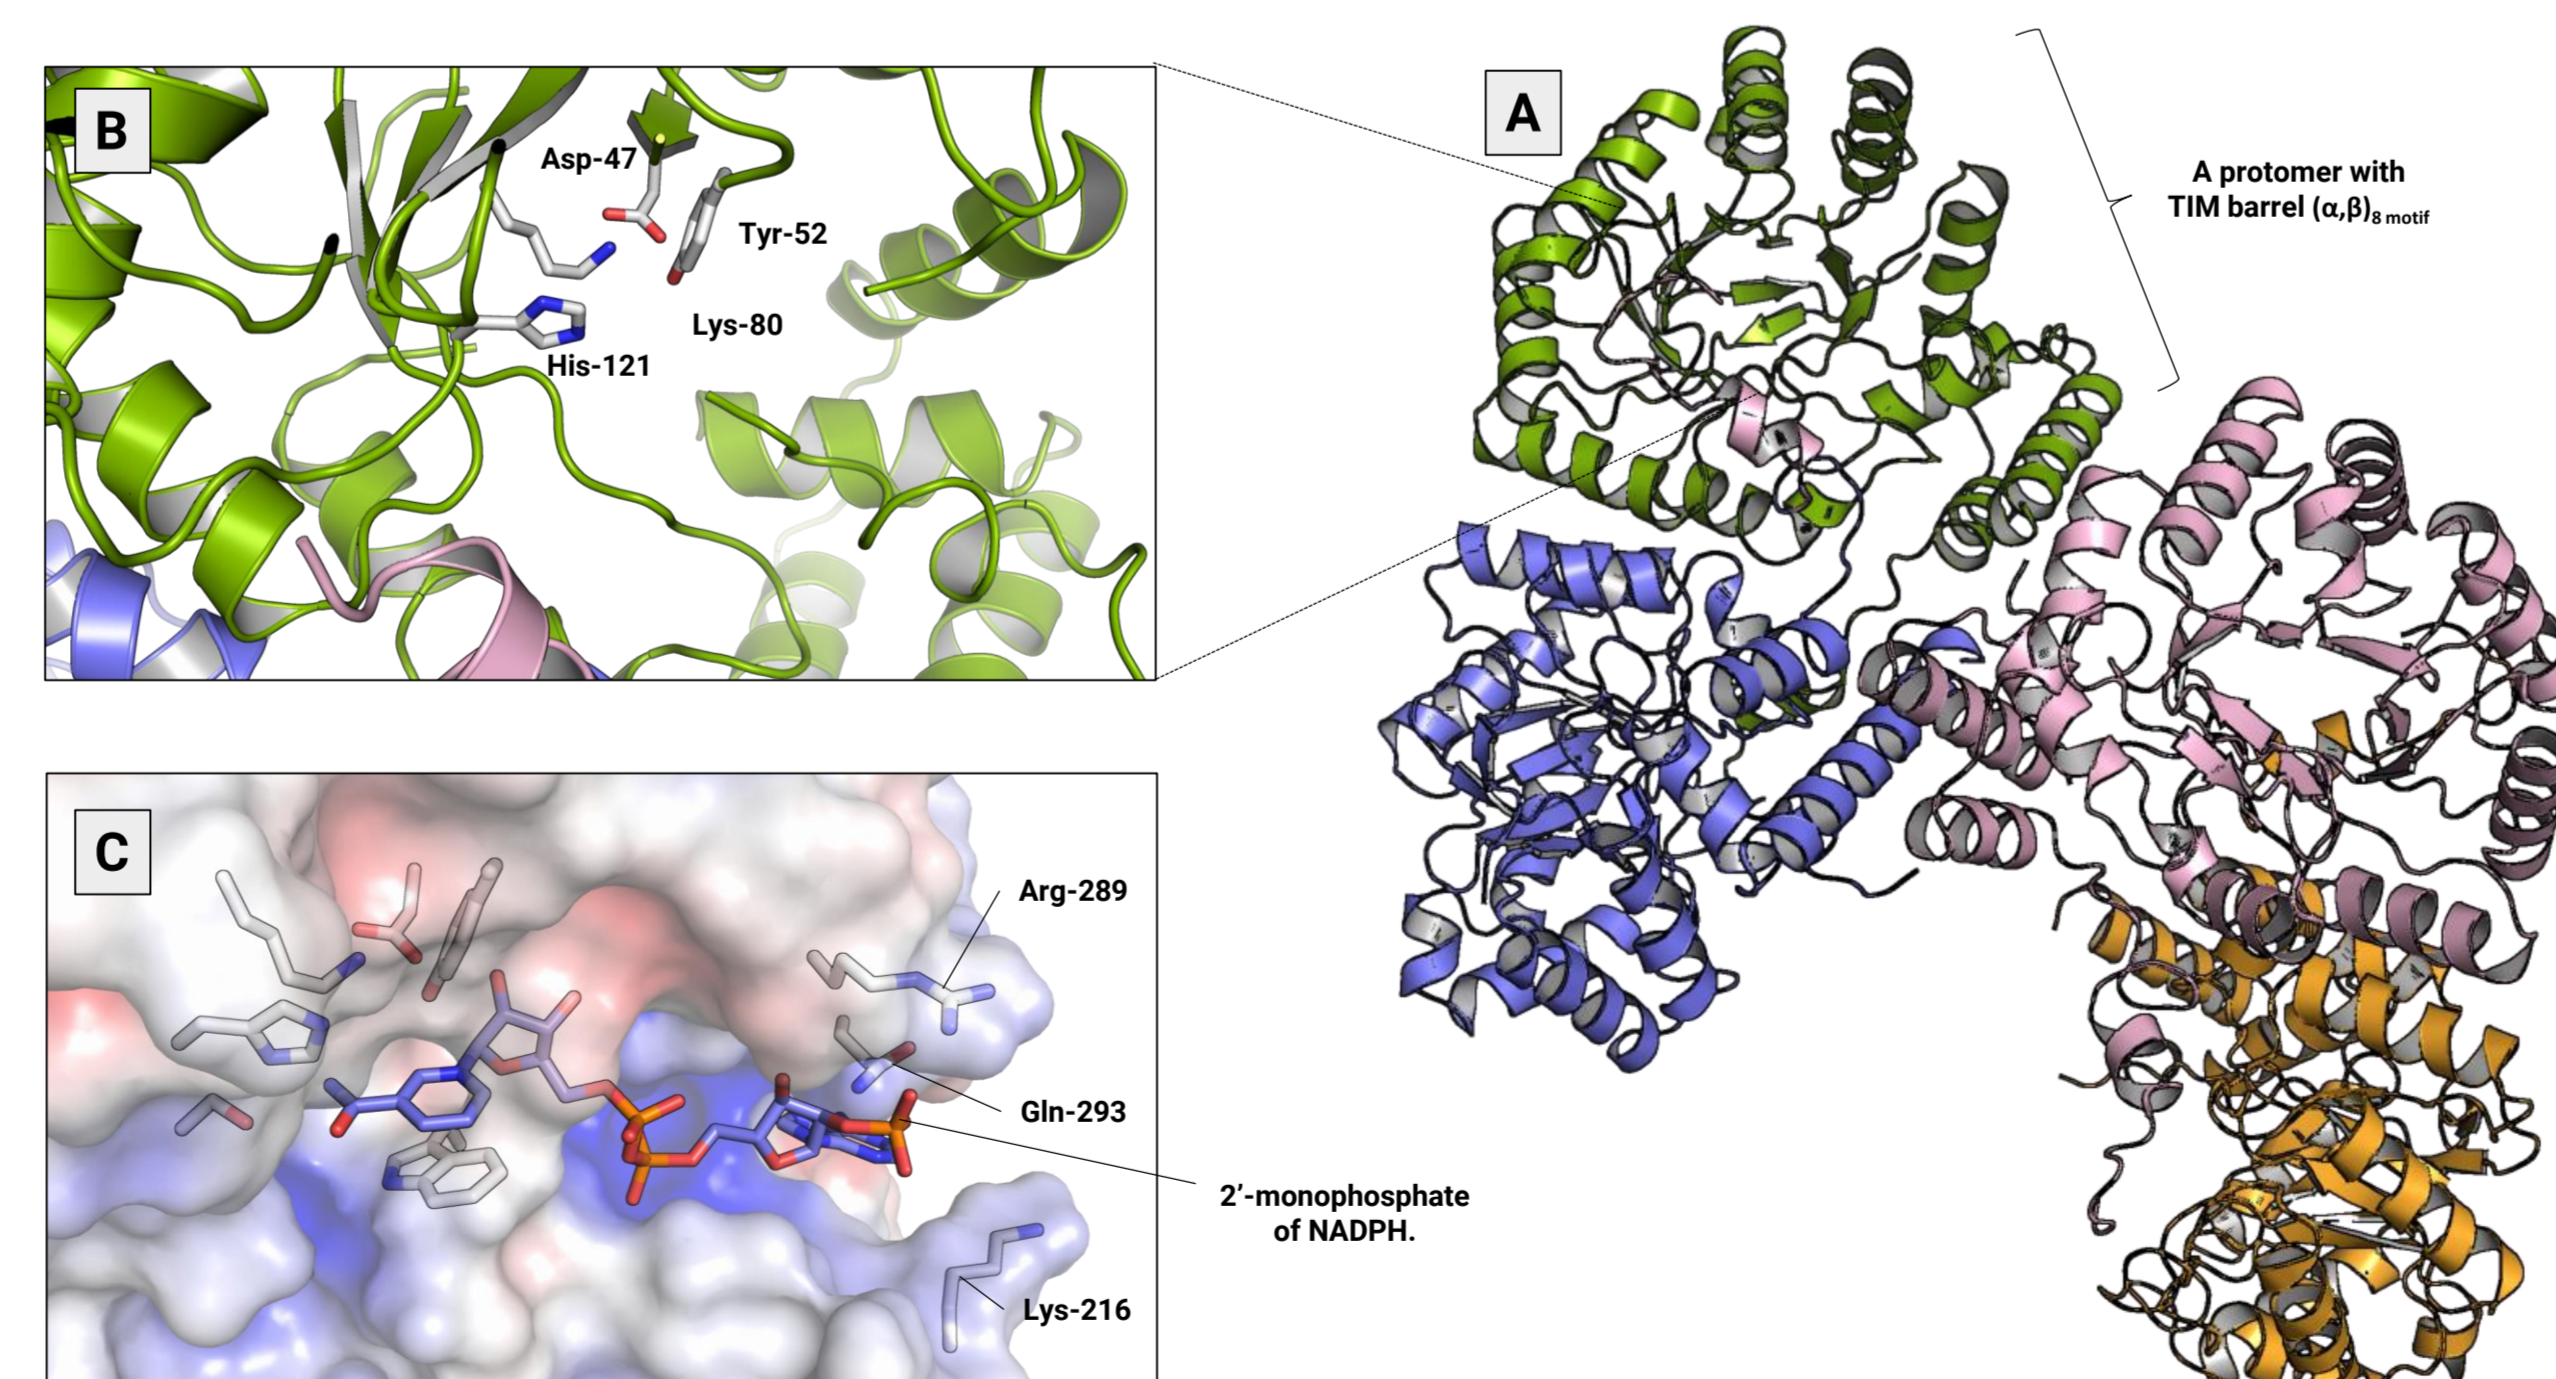 B
Asp-47
Tyr-52
Lys-80
His-121
A
A protomer with
TIM barrel (α,β)8 motif
C
Arg-289
Gln-293
2’-monophosphate
of NADPH.
Lys-216